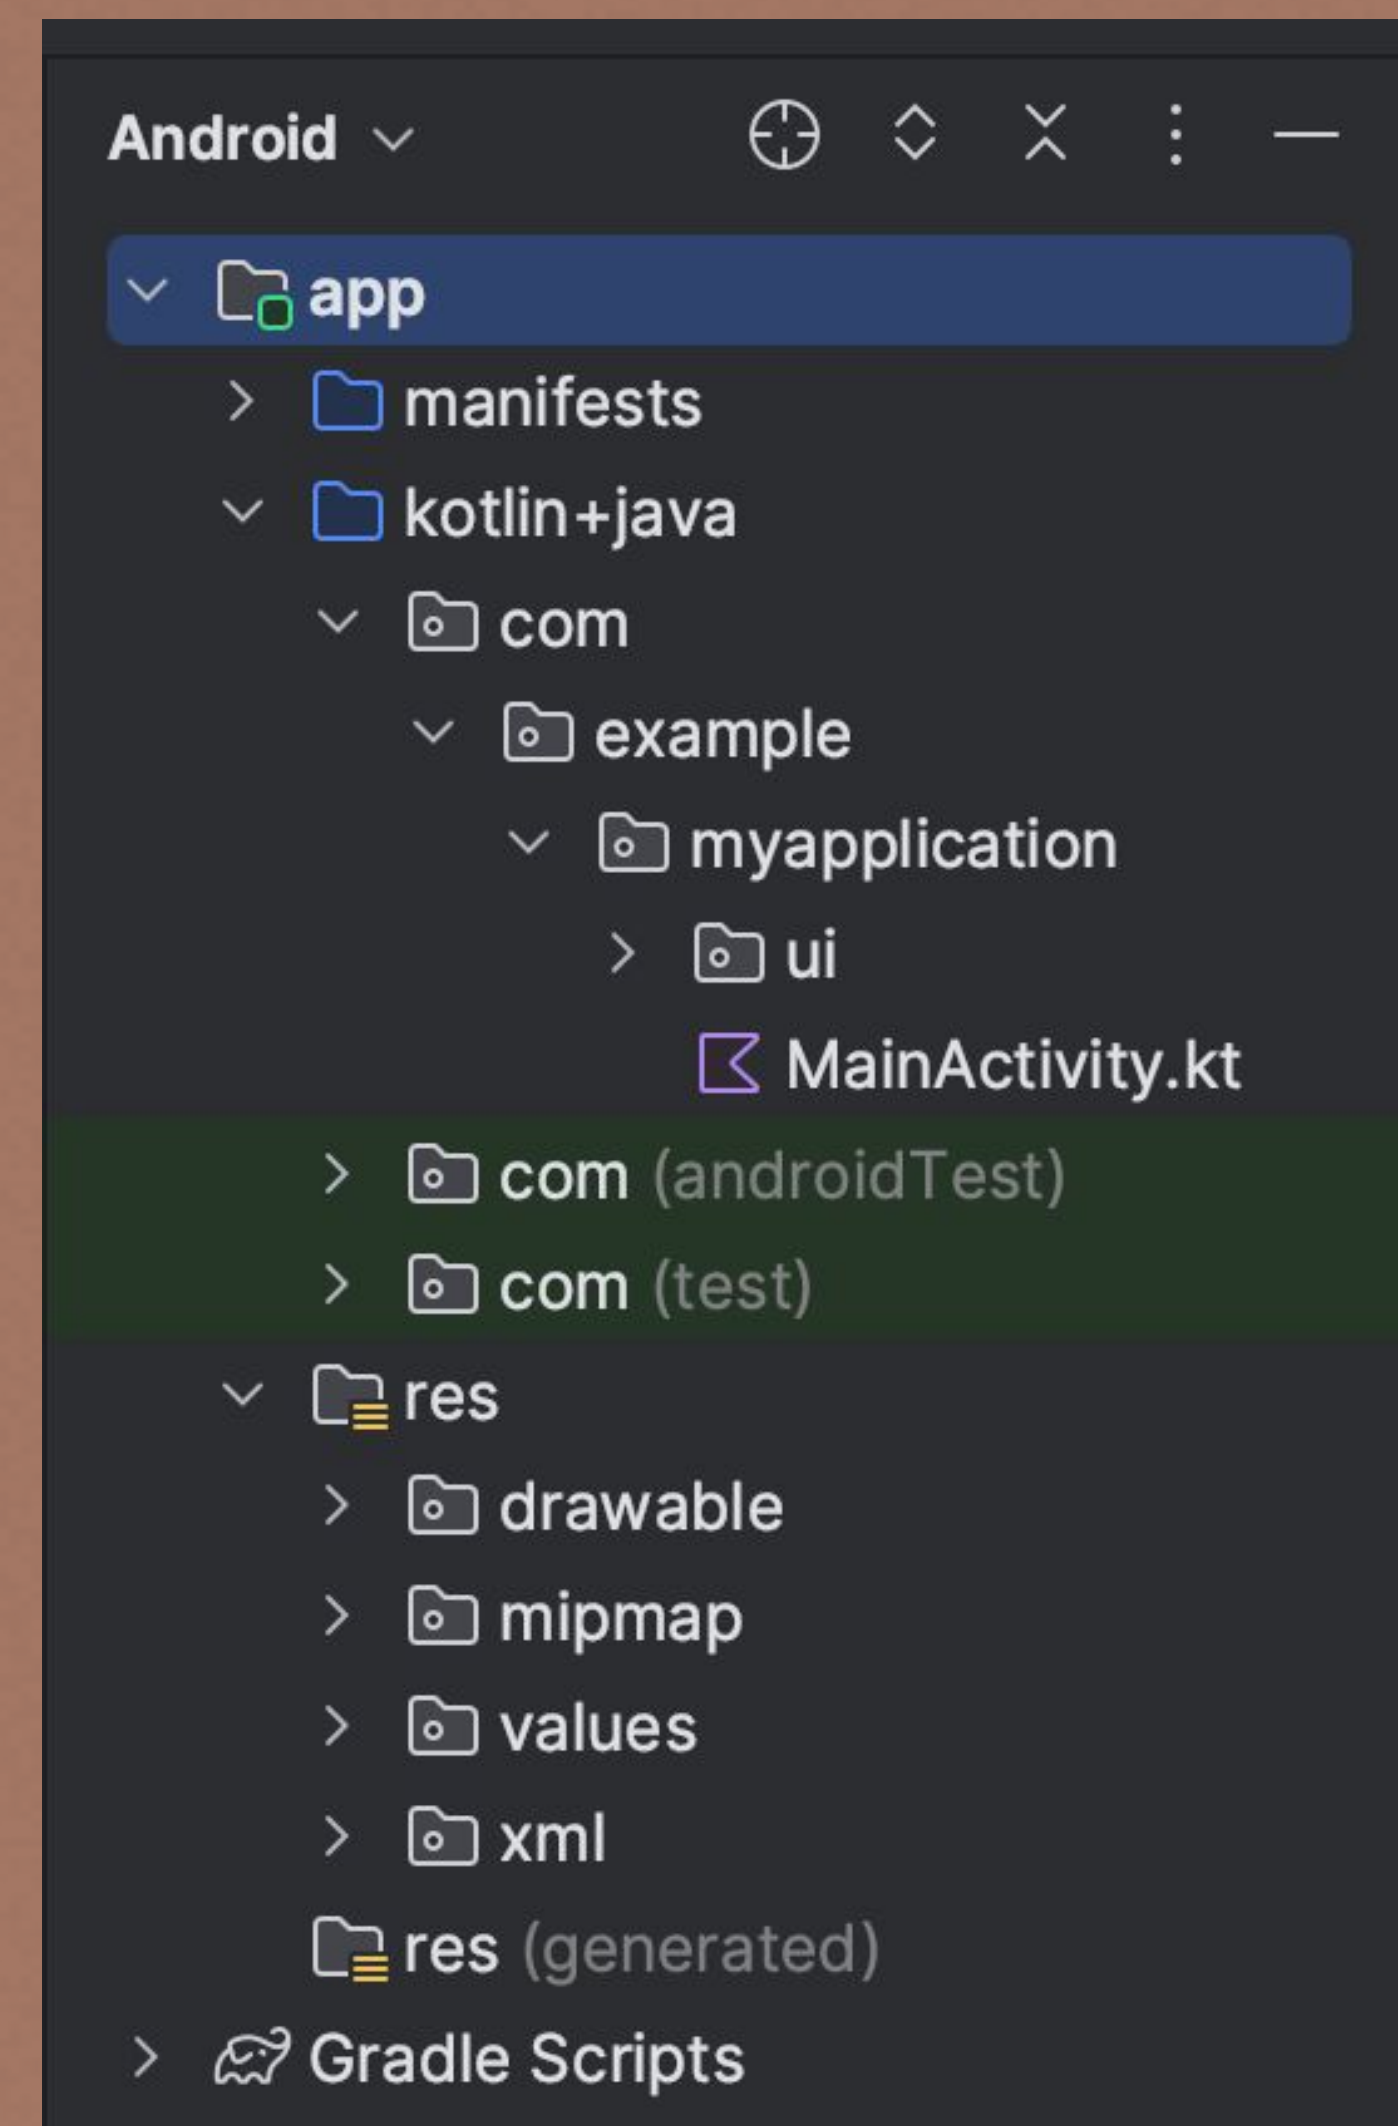 Android
app
manifests
kotlin+java
com
example
myapplication
ui
MainActivity.kt
com (androidTest)
com (test)
res
drawable
mipmap
values
xml
res (generated)
Gradle Scripts